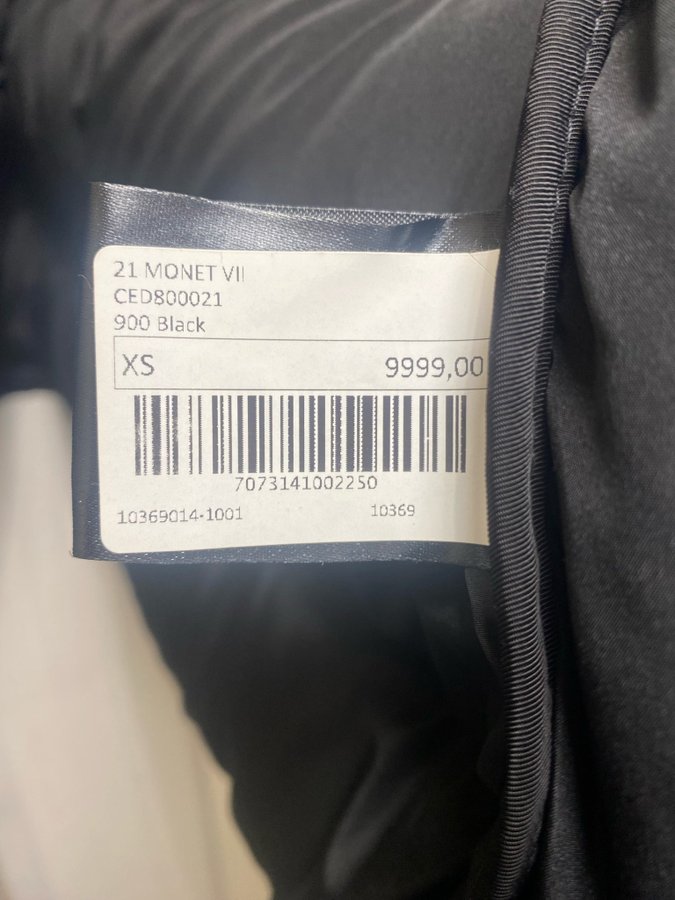 21 MONET VII
CED800021
900 Black
XS 9999,00
7073141002250
10369014-1001 10369